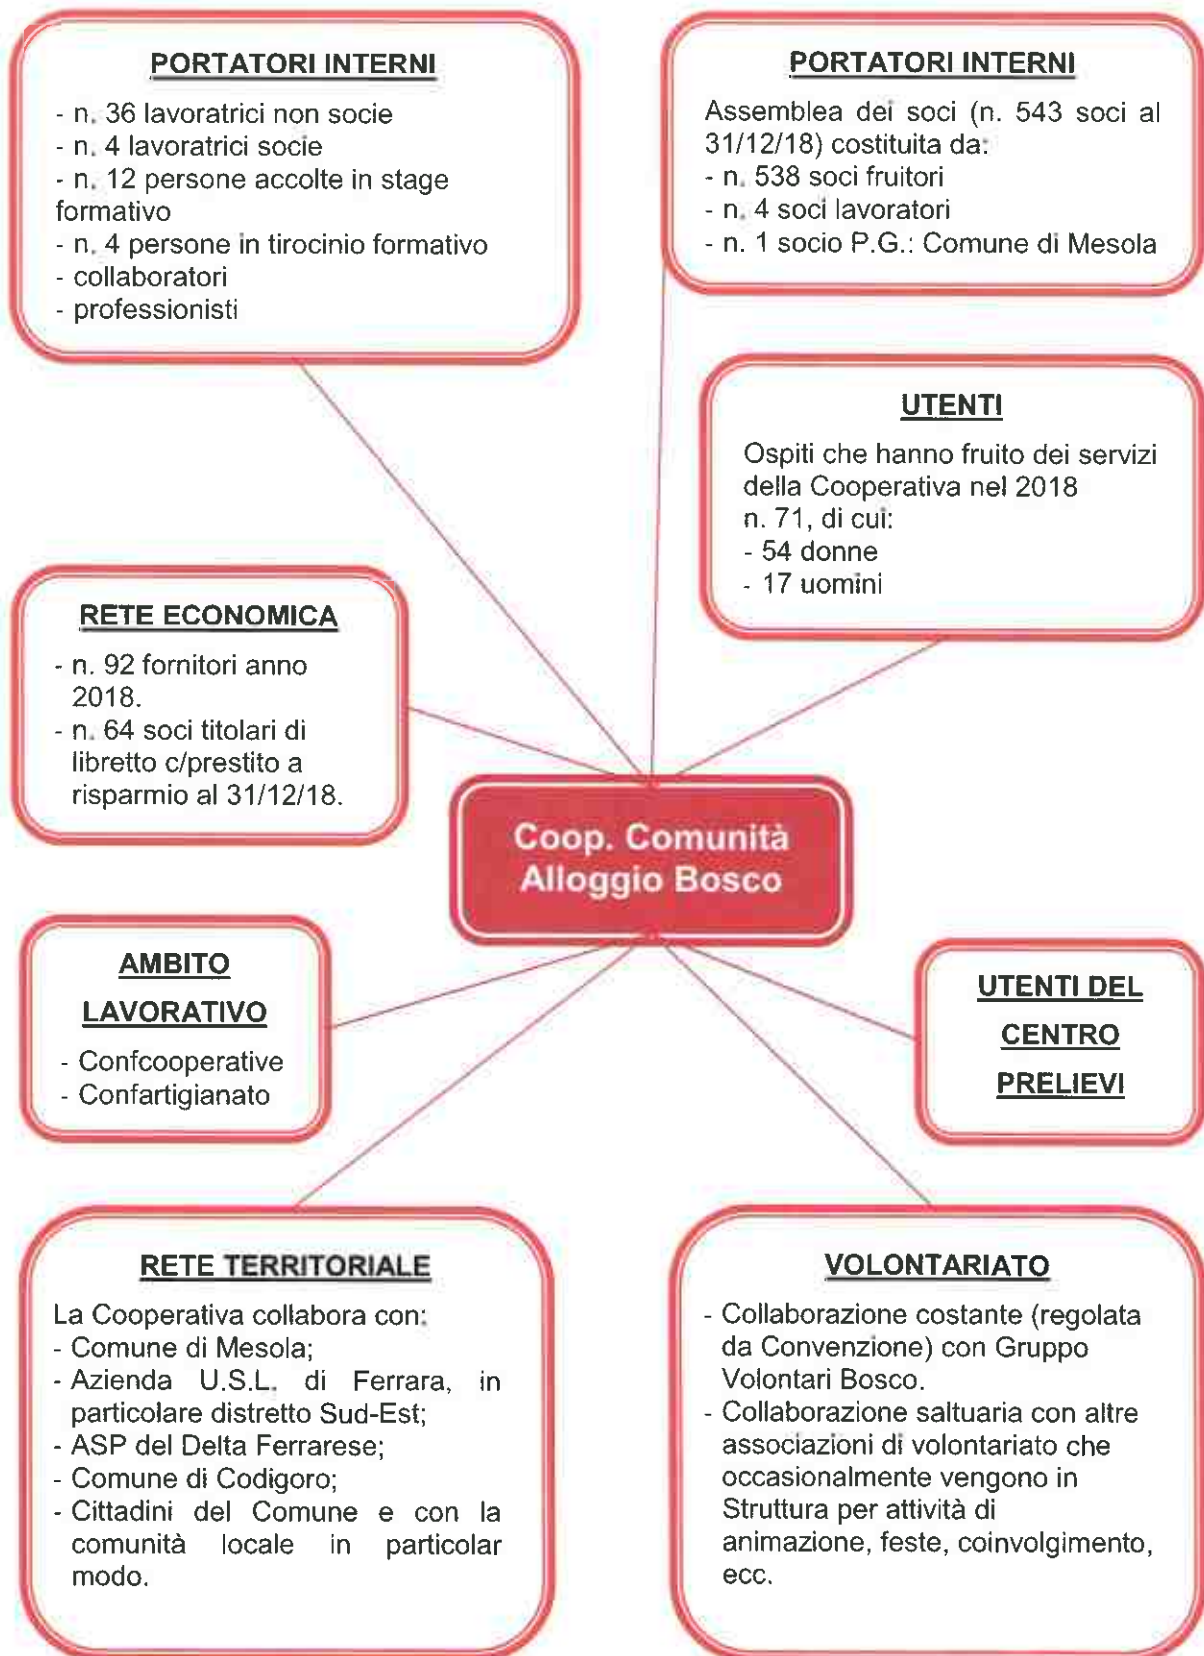 PORTATORI INTERNI
- n. 36 lavoratrici non socie
- n. 4 lavoratrici socie
- n. 12 persone accolte in stage
formativo
- n. 4 persone in tirocinio formativo
- collaboratori
- professionisti
PORTATORI INTERNI
Assemblea dei soci (n. 543 soci al
31/12/18) costituita da:
- n. 538 soci fruitori
- n. 4 soci lavoratori
- n. 1 socio P.G.: Comune di Mesola
UTENTI
Ospiti che hanno fruito dei servizi
della Cooperativa nel 2018
n. 71, di cui:
- 54 donne
- 17 uomini
RETE ECONOMICA
- n. 92 fornitori anno
2018.
- n. 64 soci titolari di
libretto c/prestito a
risparmio al 31/12/18.
Coop. Comunità
Alloggio Bosco
AMBITO
LAVORATIVO
- Confcooperative
- Confartigianato
UTENTI DEL
CENTRO
PRELIEVI
RETE TERRITORIALE
La Cooperativa collabora con:
- Comune di Mesola;
- Azienda U.S.L. di Ferrara, in
particolare distretto Sud-Est;
- ASP del Delta Ferrarese;
- Comune di Codigoro;
- Cittadini del Comune e con la
comunità locale in particolar
modo.
VOLONTARIATO
- Collaborazione costante (regolata
da Convenzione) con Gruppo
Volontari Bosco.
- Collaborazione saltuaria con altre
associazioni di volontariato che
occasionalmente vengono in
Struttura per attività di
animazione, feste, coinvolgimento,
ecc.